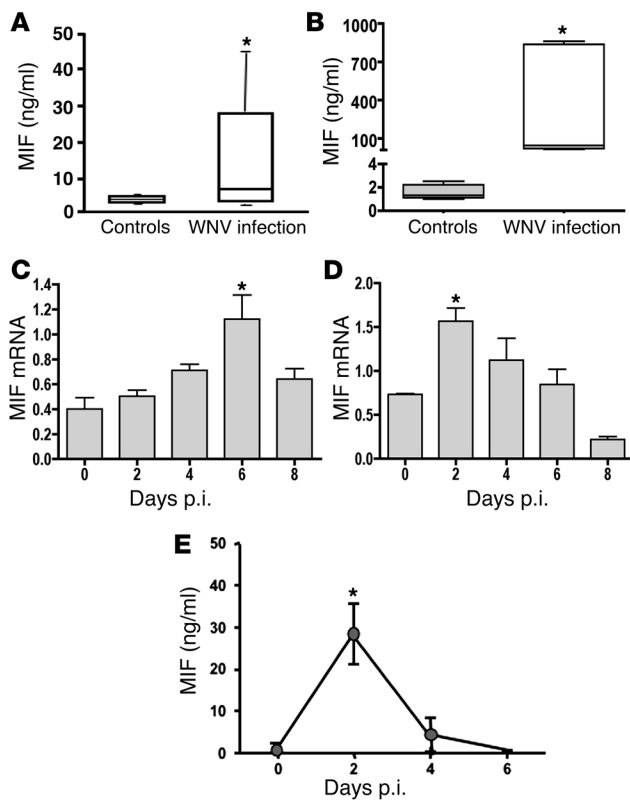 A
MIF (ng/ml)
50
40
30
20
10
0
*
Controls WNV infection
B
MIF (ng/ml)
1000
700
400
100
4
2
0
*
Controls WNV infection
C
MIF mRNA
1.4
1.2
1.0
0.8
0.6
0.4
0.2
0.0
*
0 2 4 6 8
Days p.i.
D
MIF mRNA
2.0
1.5
1.0
0.5
0.0
*
0 2 4 6 8
Days p.i.
E
MIF (ng/ml)
50
40
30
20
10
0
*
0 2 4 6
Days p.i.